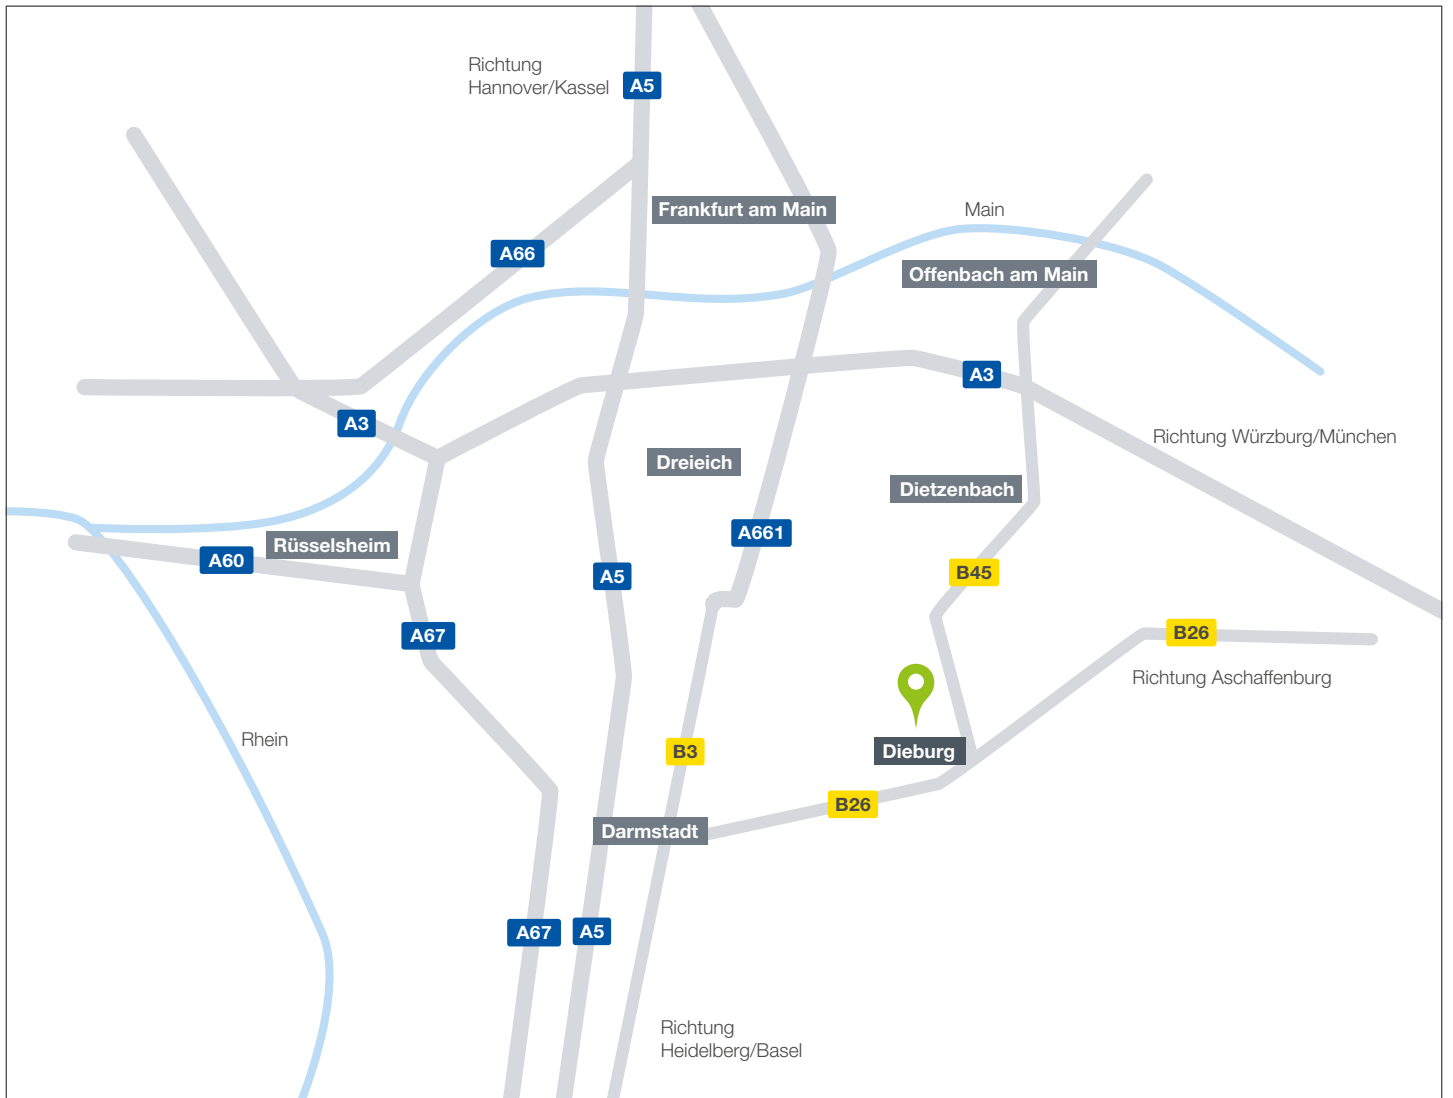 Richtung
Hannover/Kassel
A5
Frankfurt am Main
Main
A66
Offenbach am Main
A3
A3
Richtung Würzburg/München
Dreieich
Dietzenbach
A661
Rüsselsheim
A60
A5
B45
A67
B26
Richtung Aschaffenburg
Rhein
B3
Dieburg
B26
Darmstadt
A67
A5
Richtung
Heidelberg/Basel